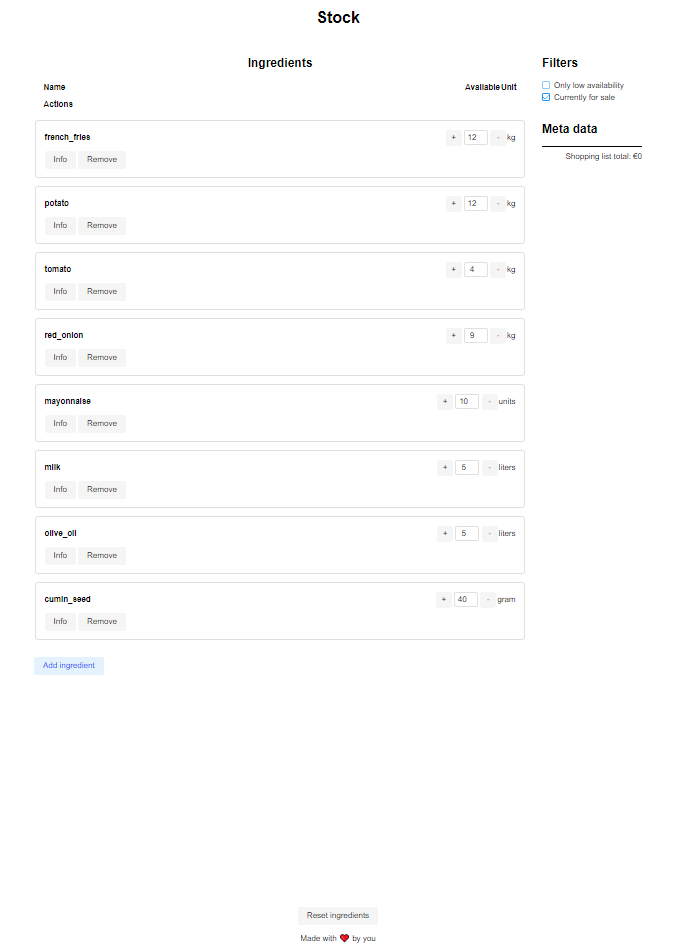 Stock
Ingredients
Name Available Unit
Actions
french_fries + 12 - kg
Info Remove
potato + 12 - kg
Info Remove
tomato + 4 - kg
Info Remove
red_onion + 9 - kg
Info Remove
mayonnaise + 10 - units
Info Remove
milk + 5 - liters
Info Remove
olive_oil + 5 - liters
Info Remove
cumin_seed + 40 - gram
Info Remove
Add ingredient
Filters
Only low availability
Currently for sale
Meta data
Shopping list total: €0
Reset ingredients
Made with ❤ by you